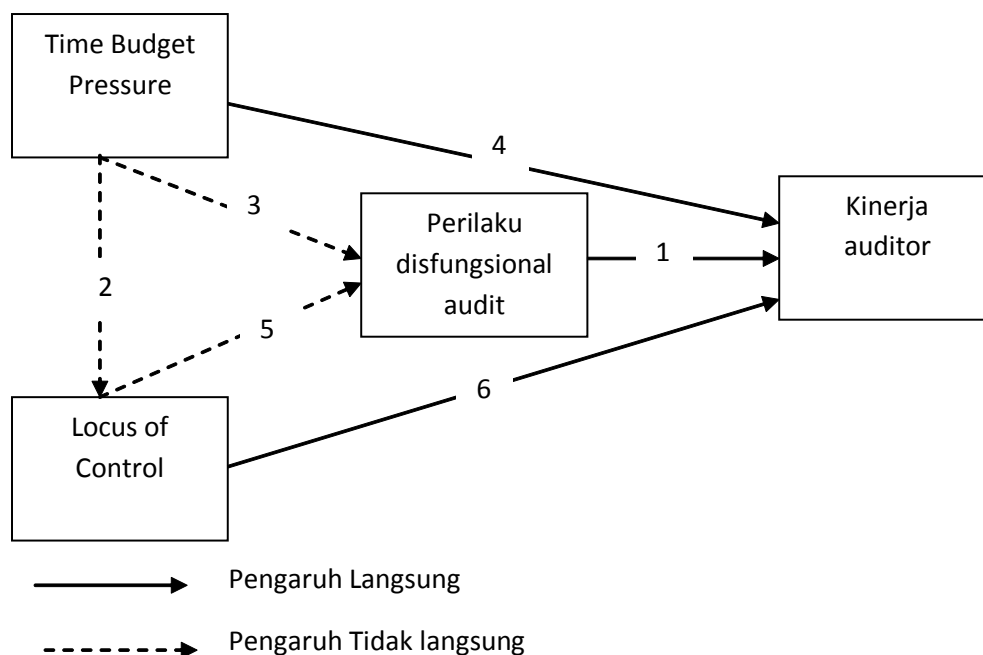 Time Budget
Pressure
4
3
Perilaku
disfungsional
audit
1
Kinerja
auditor
2
5
6
Locus of
Control
Pengaruh Langsung
Pengaruh Tidak langsung